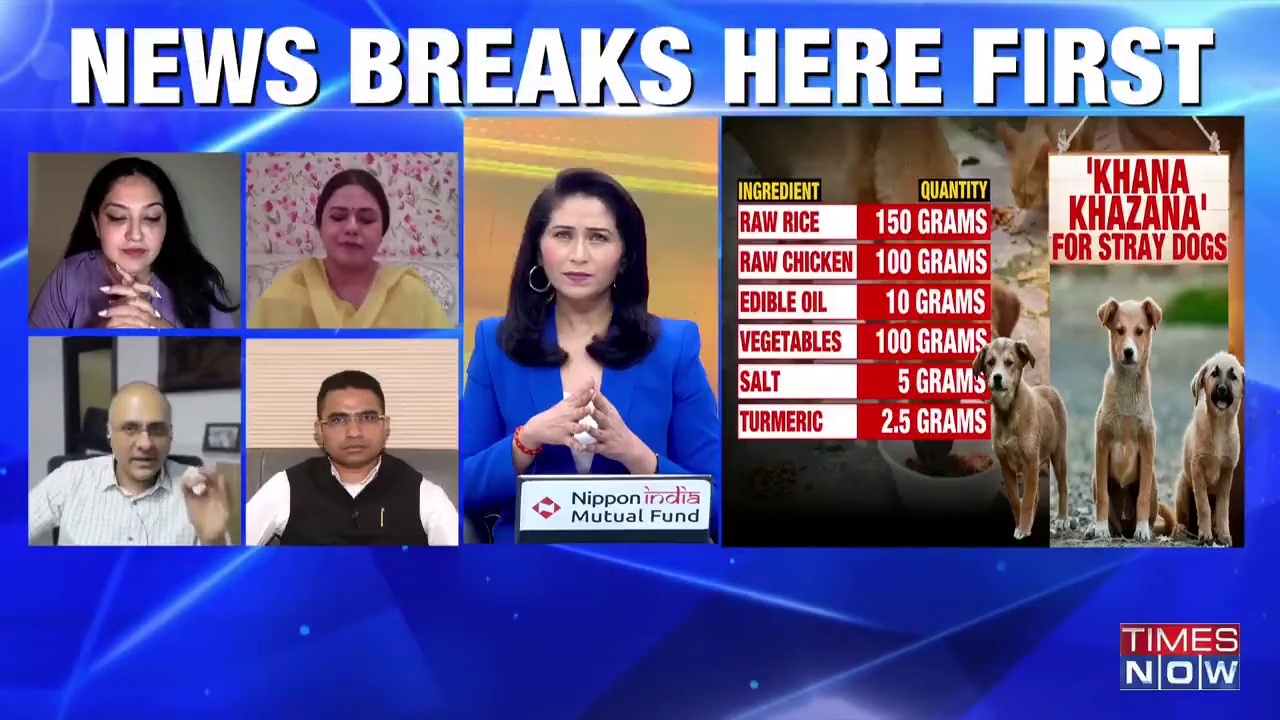 NEWS BREAKS HERE FIRST
INGREDIENT QUANTITY
RAW RICE 150 GRAMS
RAW CHICKEN 100 GRAMS
EDIBLE OIL 10 GRAMS
VEGETABLES 100 GRAMS
SALT 5 GRAMS
TURMERIC 2.5 GRAMS
'KHANA
KHAZANA'
FOR STRAY DOGS
Nippon india
Mutual Fund
TIMES
NOW